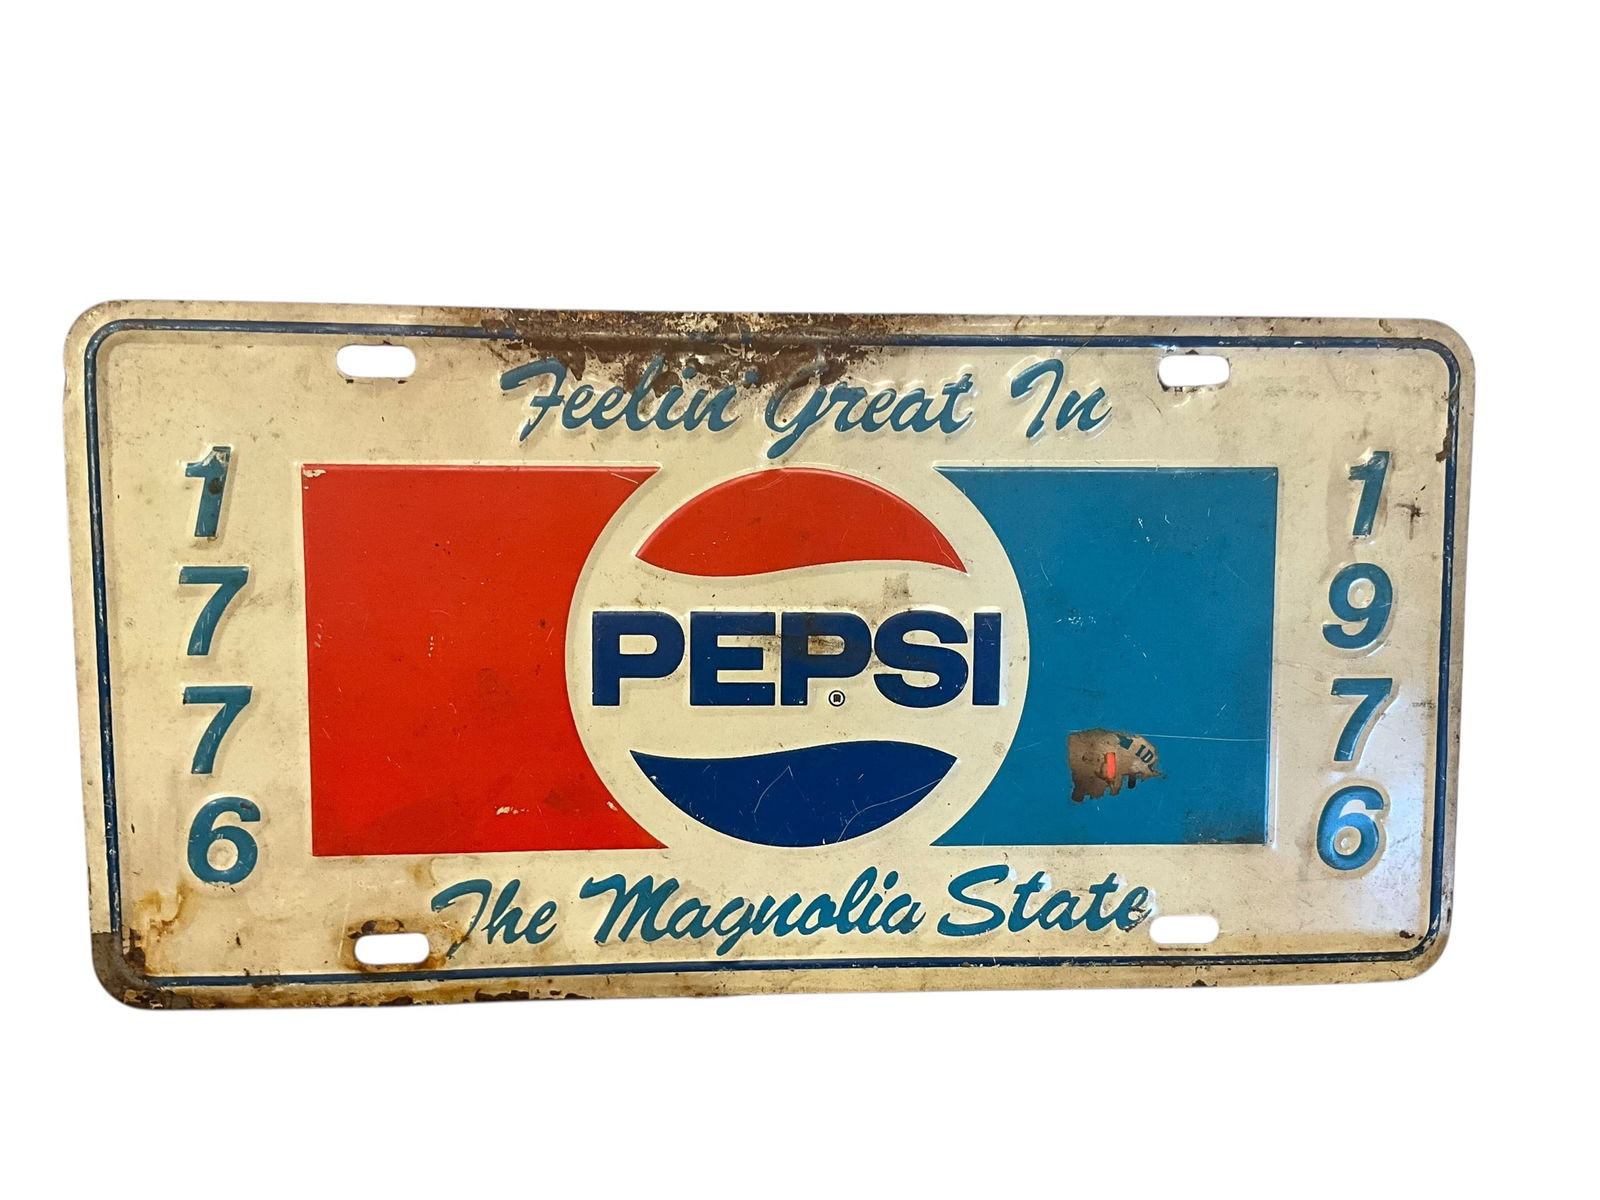 Feelin' Great In
1776
PEPSI
®
1976
The Magnolia State